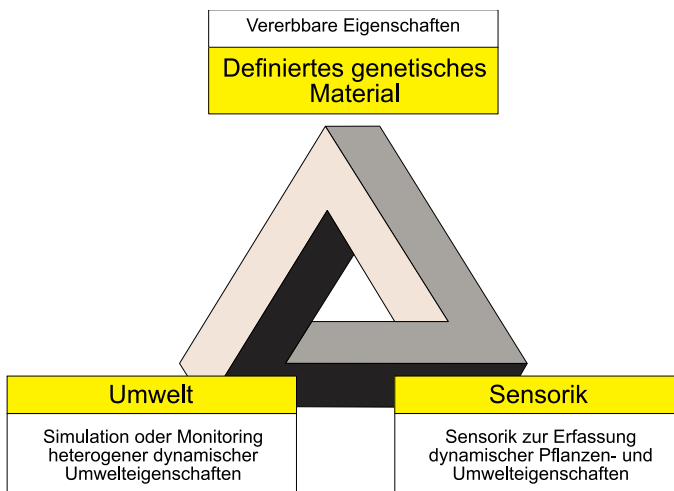 Vererbbare Eigenschaften
Definiertes genetisches
Material
Umwelt
Simulation oder Monitoring
heterogener dynamischer
Umwelteigenschaften
Sensorik
Sensorik zur Erfassung
dynamischer Pflanzen- und
Umwelteigenschaften